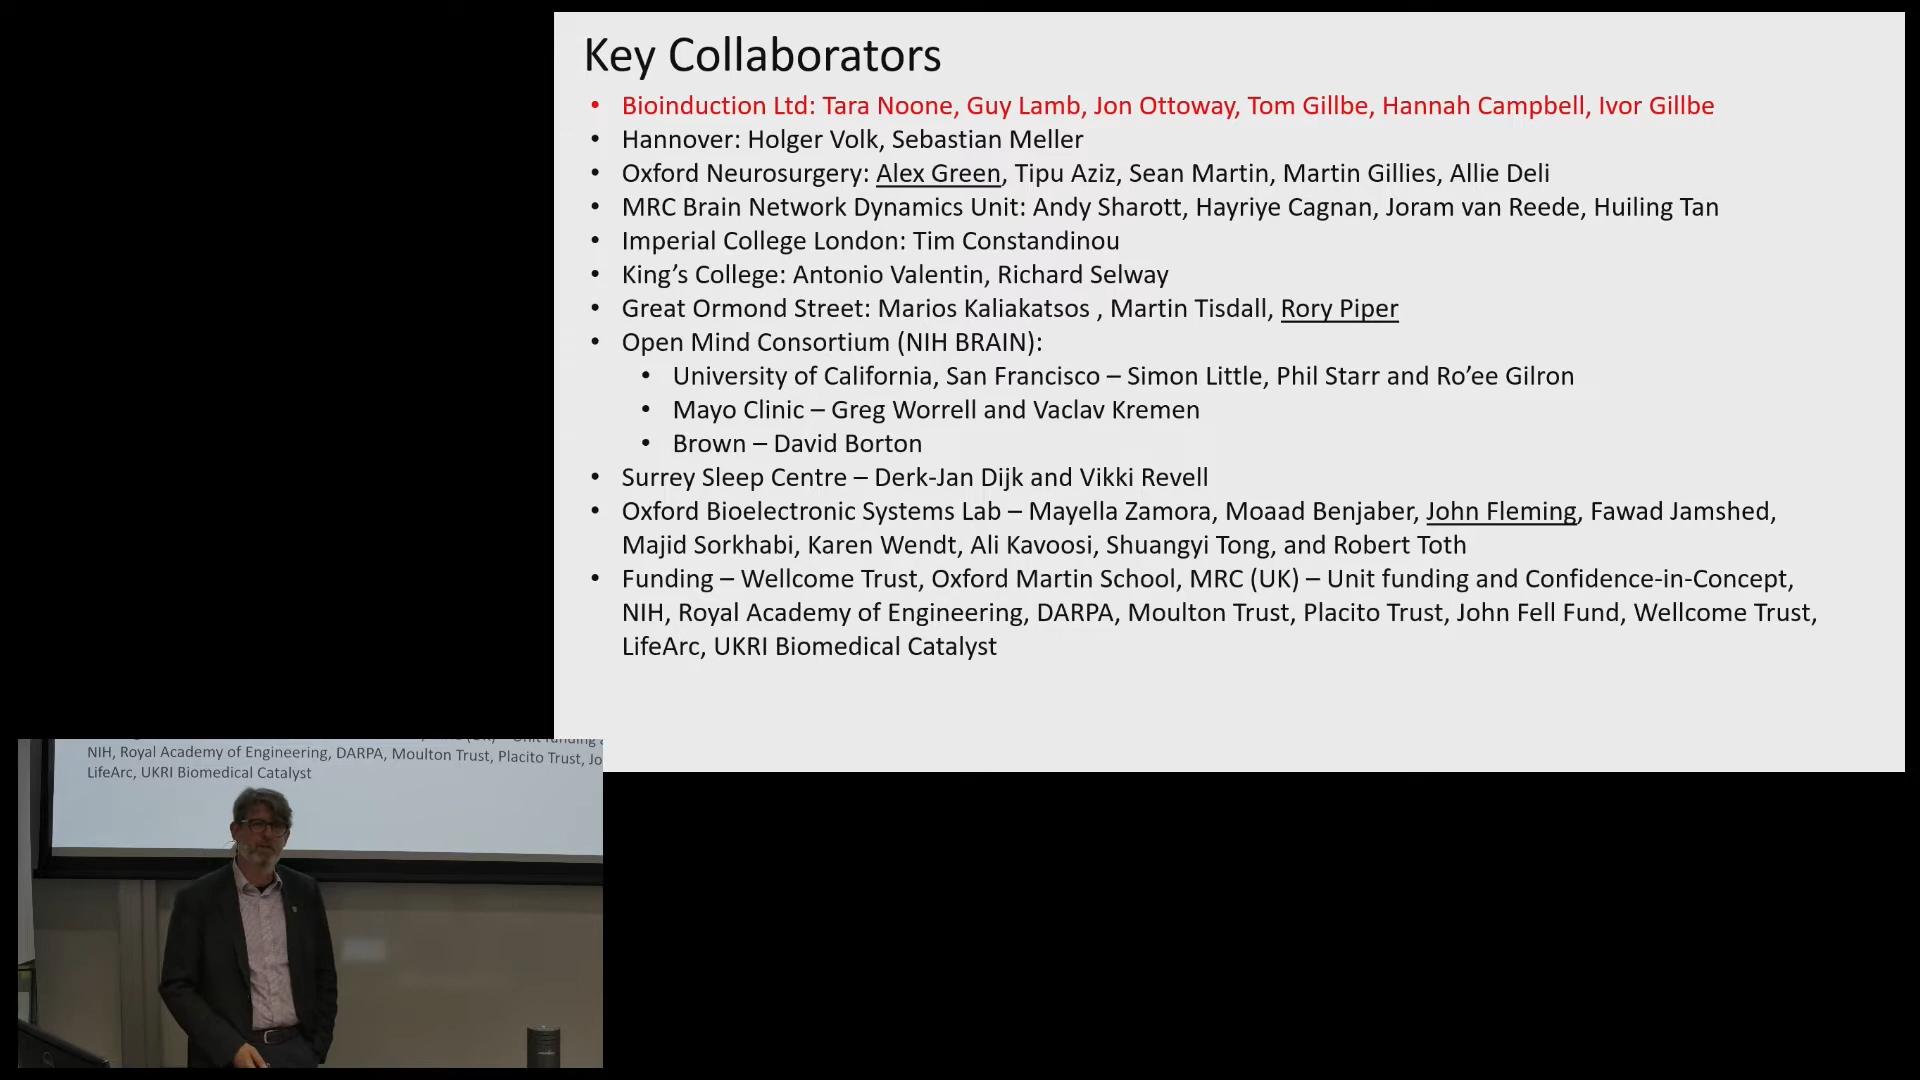 Key Collaborators
• Bioinduction Ltd: Tara Noone, Guy Lamb, Jon Ottoway, Tom Gillbe, Hannah Campbell, Ivor Gillbe
• Hannover: Holger Volk, Sebastian Meller
• Oxford Neurosurgery: Alex Green, Tipu Aziz, Sean Martin, Martin Gillies, Allie Deli
• MRC Brain Network Dynamics Unit: Andy Sharott, Hayriye Cagnan, Joram van Reede, Huiling Tan
• Imperial College London: Tim Constandinou
• King’s College: Antonio Valentin, Richard Selway
• Great Ormond Street: Marios Kaliakatsos , Martin Tisdall, Rory Piper
• Open Mind Consortium (NIH BRAIN):
• University of California, San Francisco – Simon Little, Phil Starr and Ro’ee Gilron
• Mayo Clinic – Greg Worrell and Vaclav Kremen
• Brown – David Borton
• Surrey Sleep Centre – Derk-Jan Dijk and Vikki Revell
• Oxford Bioelectronic Systems Lab – Mayella Zamora, Moaad Benjaber, John Fleming, Fawad Jamshed,
Majid Sorkhabi, Karen Wendt, Ali Kavoosi, Shuangyi Tong, and Robert Toth
• Funding – Wellcome Trust, Oxford Martin School, MRC (UK) – Unit funding and Confidence-in-Concept,
NIH, Royal Academy of Engineering, DARPA, Moulton Trust, Placito Trust, John Fell Fund, Wellcome Trust,
LifeArc, UKRI Biomedical Catalyst
NIH, Royal Academy of Engineering, DARPA, Moulton Trust, Placito Trust, Jo
LifeArc, UKRI Biomedical Catalyst